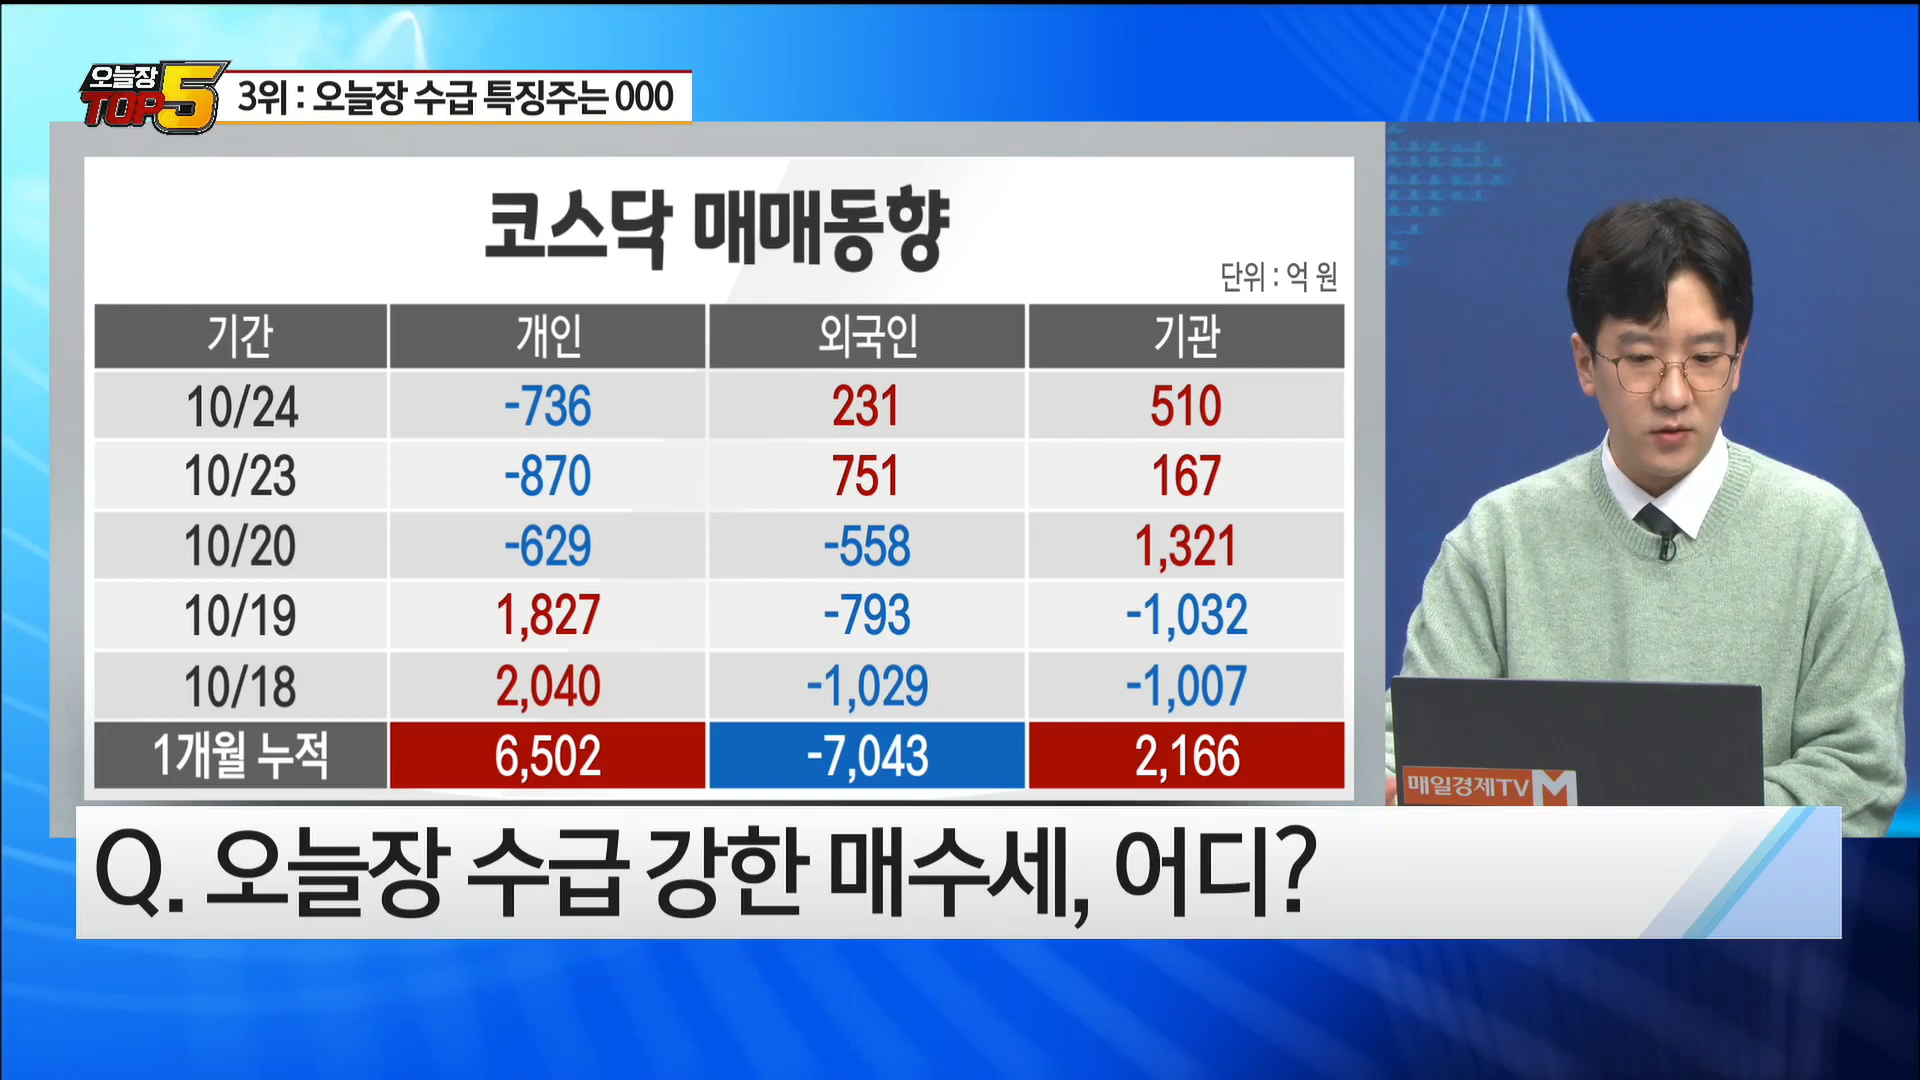 오늘장
TOP5
3위 : 오늘장 수급 특징주는 000
코스닥 매매동향
단위 : 억 원
기간 개인 외국인 기관
10/24 -736 231 510
10/23 -870 751 167
10/20 -629 -558 1,321
10/19 1,827 -793 -1,032
10/18 2,040 -1,029 -1,007
1개월 누적 6,502 -7,043 2,166
매일경제TV M
Q. 오늘장 수급 강한 매수세, 어디?